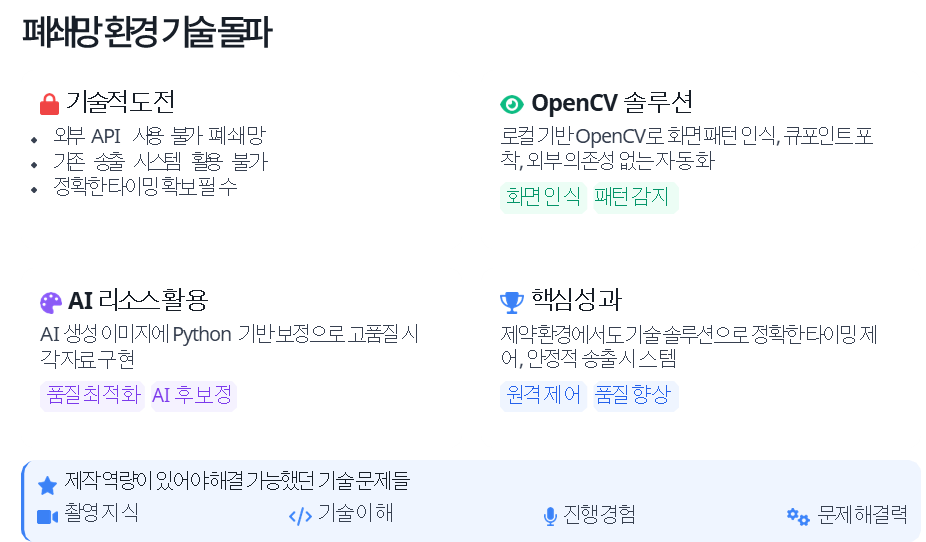 폐쇄망 환경 기술 돌파
기술적 도전
외부 API 사용 불가 폐쇄망
기존 송출 시스템 활용 불가
정확한 타이밍 확보 필수
OpenCV 솔루션
로컬 기반 OpenCV로 화면 패턴 인식, 큐포인트 포
착, 외부 의존성 없는 자동화
화면 인식 패턴 감지
AI 리소스 활용
AI 생성 이미지에 Python 기반 보정으로 고품질 시
각 자료 구현
품질 최적화 AI 후보정
핵심 성과
제약 환경에서도 기술 솔루션으로 정확한 타이밍 제
어, 안정적 송출 시스템
원격 제어 품질 향상
제작 역량이 있어야 해결 가능했던 기술 문제들
촬영 지식 기술 이해 진행 경험 문제 해결력